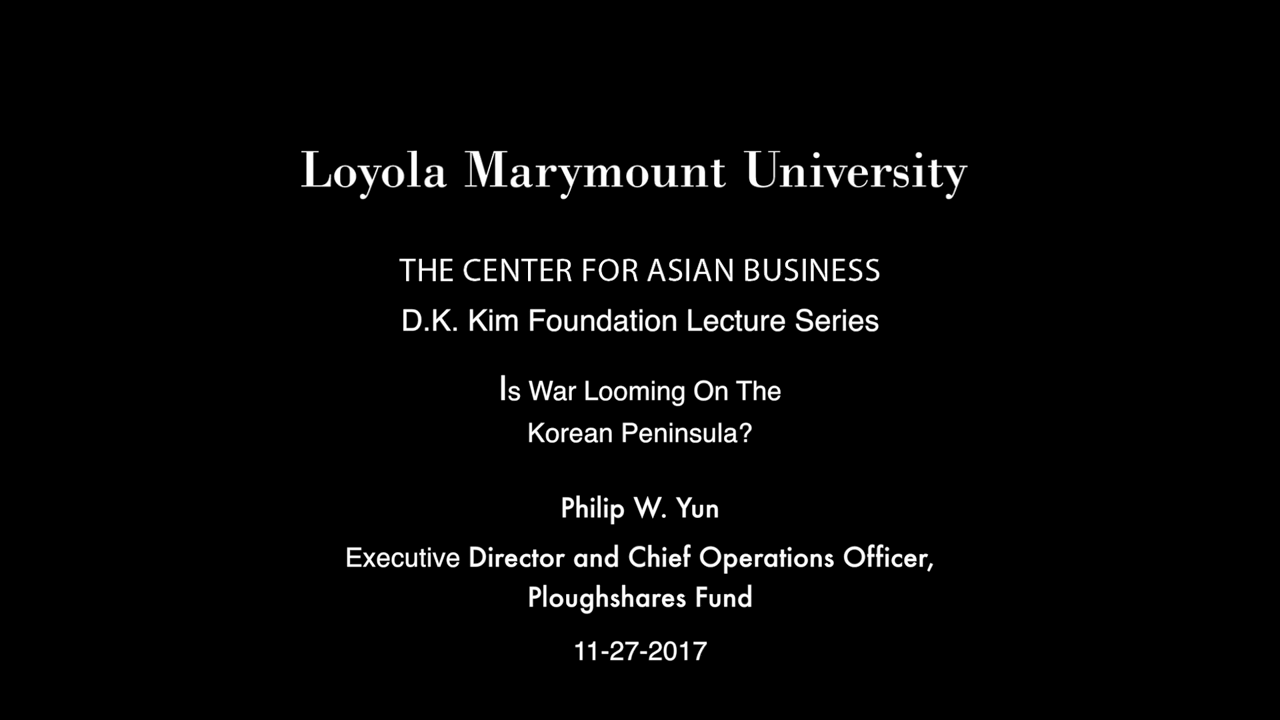 Loyola Marymount University
THE CENTER FOR ASIAN BUSINESS
D.K. Kim Foundation Lecture Series
Is War Looming On The
Korean Peninsula?
Philip W. Yun
Executive Director and Chief Operations Officer,
Ploughshares Fund
11-27-2017